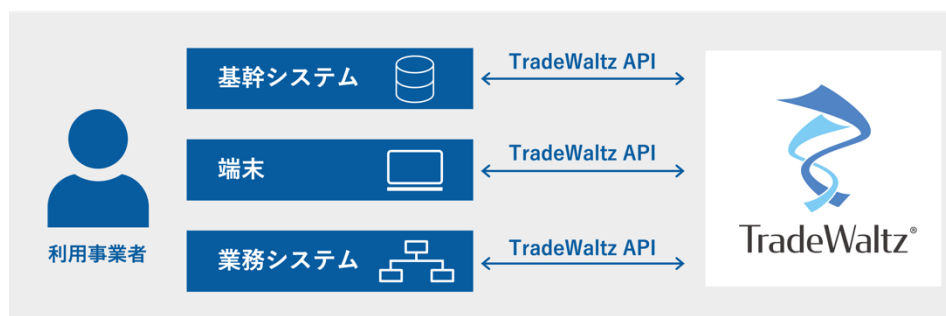 基幹システム
TradeWaltz API
端末
TradeWaltz API
利用事業者
業務システム
TradeWaltz API
TradeWaltz®